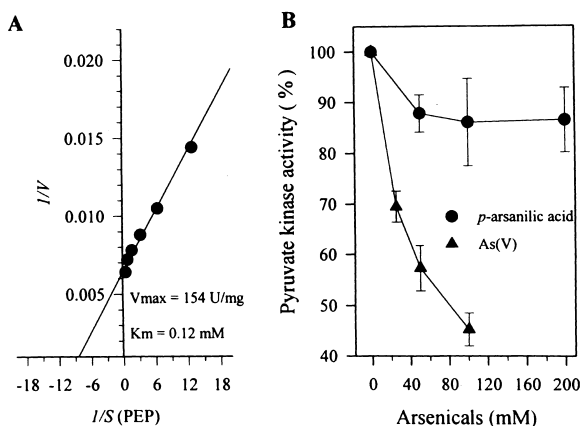 A
0.020
0.015
0.010
0.005
1/V
Vmax = 154 U/mg
Km = 0.12 mM
-18 -12 -6 0 6 12 18
1/S (PEP)
B
100
90
80
70
60
50
40
Pyruvate kinase activity ( % )
p-arsanilic acid
As(V)
0 40 80 120 160 200
Arsenicals (mM)